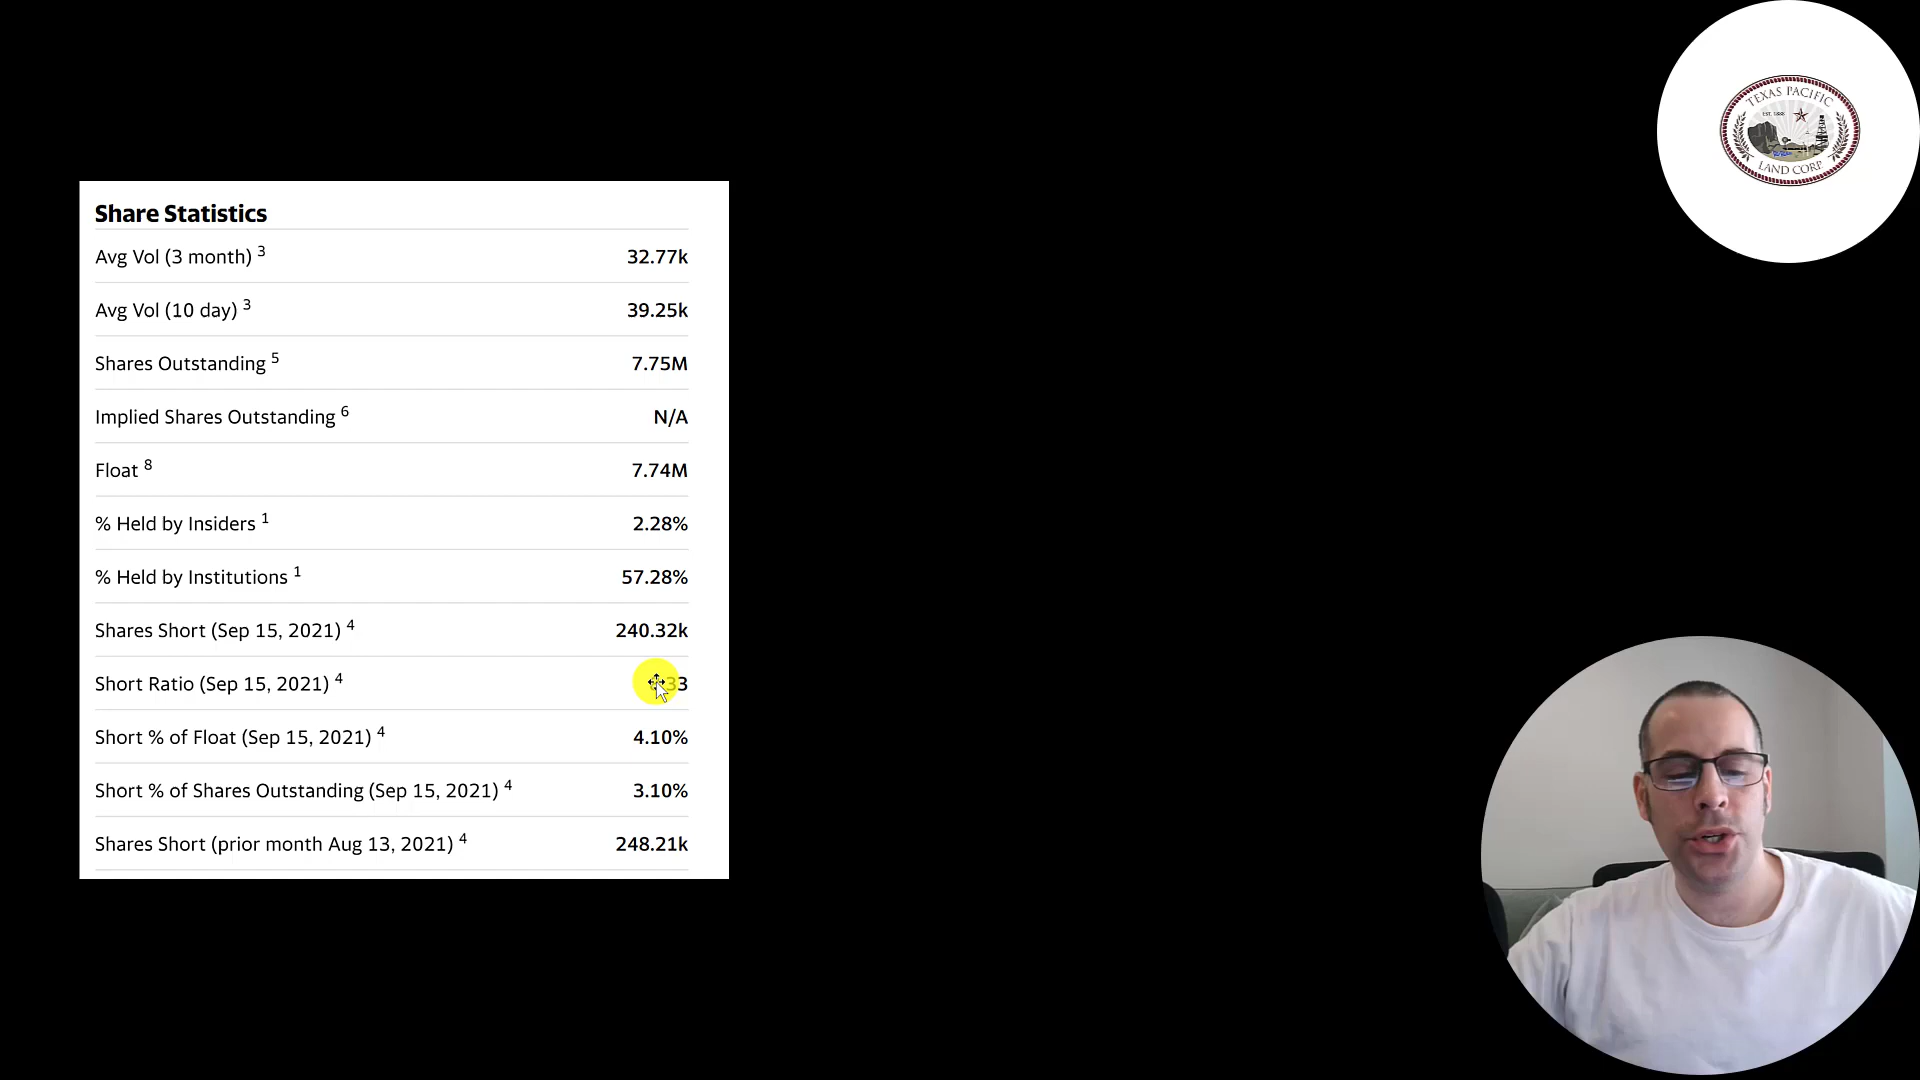 TEXAS PACIFIC
EST. 1888
LAND CORP
Share Statistics
Avg Vol (3 month) 3 32.77k
Avg Vol (10 day) 3 39.25k
Shares Outstanding 5 7.75M
Implied Shares Outstanding 6 N/A
Float 8 7.74M
% Held by Insiders 1 2.28%
% Held by Institutions 1 57.28%
Shares Short (Sep 15, 2021) 4 240.32k
Short Ratio (Sep 15, 2021) 4
Short % of Float (Sep 15, 2021) 4 4.10%
Short % of Shares Outstanding (Sep 15, 2021) 4 3.10%
Shares Short (prior month Aug 13, 2021) 4 248.21k